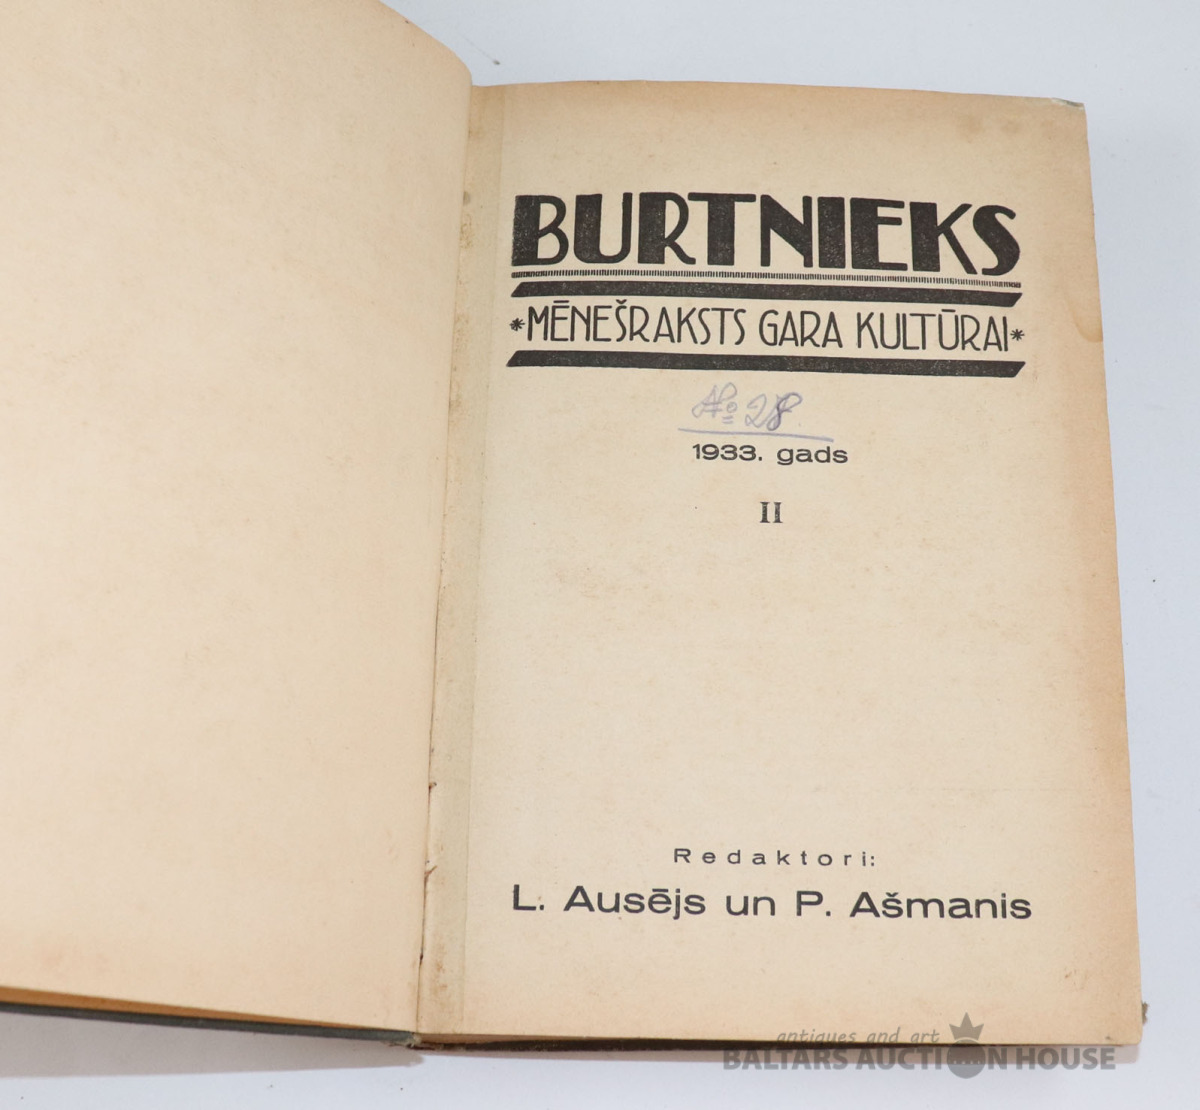 BURTNIEKS
*MĒNEŠRAKSTS GARA KULTŪRAI*
№ 28
1933. gads
II
Redaktori:
L. Ausējs un P. Ašmanis
antiques and art
BALTARS AUCTION HOUSE